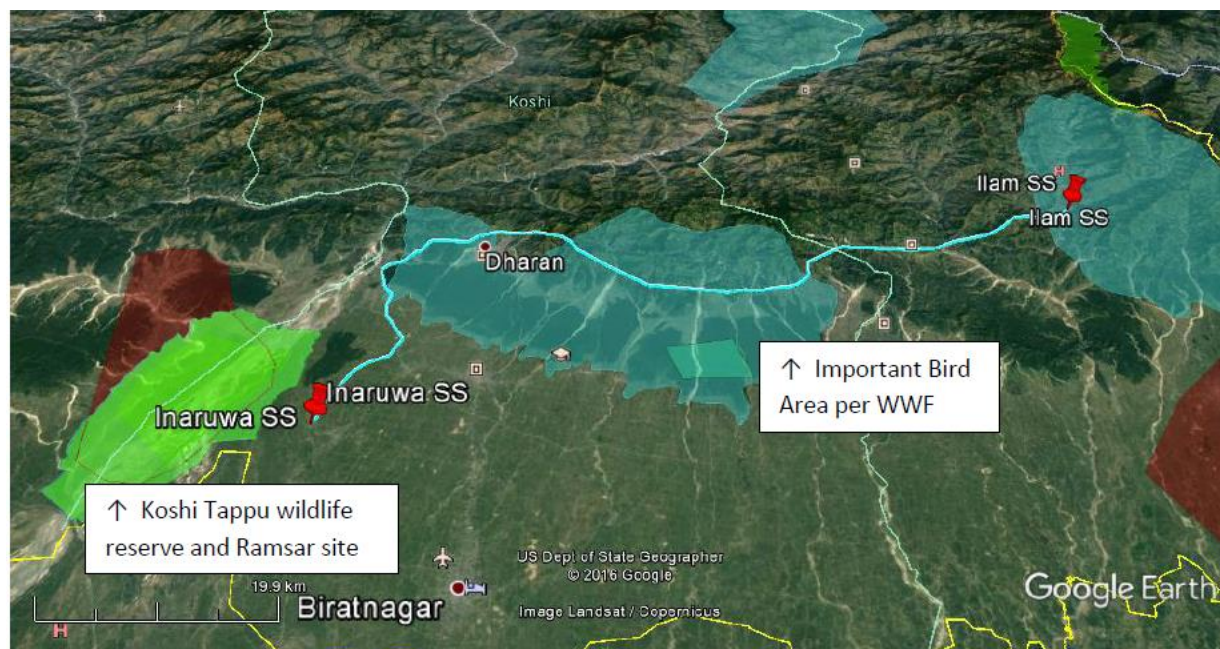 Koshi
Ilam SS
Ilam SS
Dharan
↑ Important Bird
Area per WWF
Inaruwa SS
Inaruwa SS
↑ Koshi Tappu wildlife
reserve and Ramsar site
US Dept of State Geographer
© 2016 Google
Image Landsat / Copernicus
Google Earth
19.9 km
Biratnagar
H
H